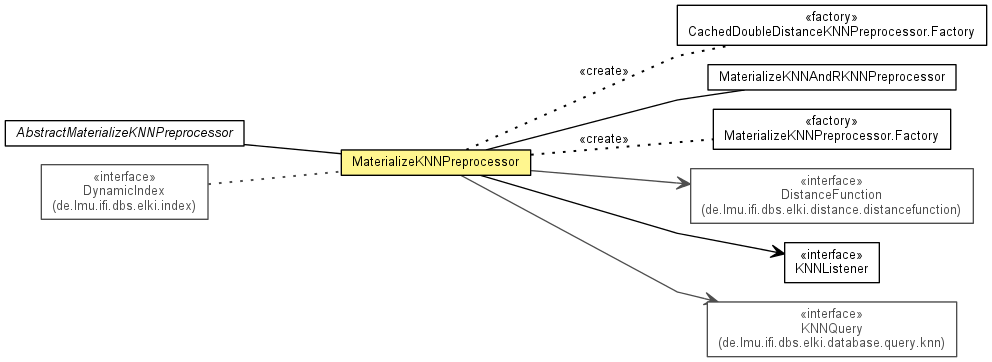 «factory»
CachedDoubleDistanceKNNPreprocessor.Factory
«create»
MaterializeKNNAndRKNNPreprocessor
«factory»
MaterializeKNNPreprocessor.Factory
«create»
AbstractMaterializeKNNPreprocessor
MaterializeKNNPreprocessor
«interface»
DynamicIndex
(de.lmu.ifi.dbs.elki.index)
«interface»
DistanceFunction
(de.lmu.ifi.dbs.elki.distance.distancefunction)
«interface»
KNNListener
«interface»
KNNQuery
(de.lmu.ifi.dbs.elki.database.query.knn)